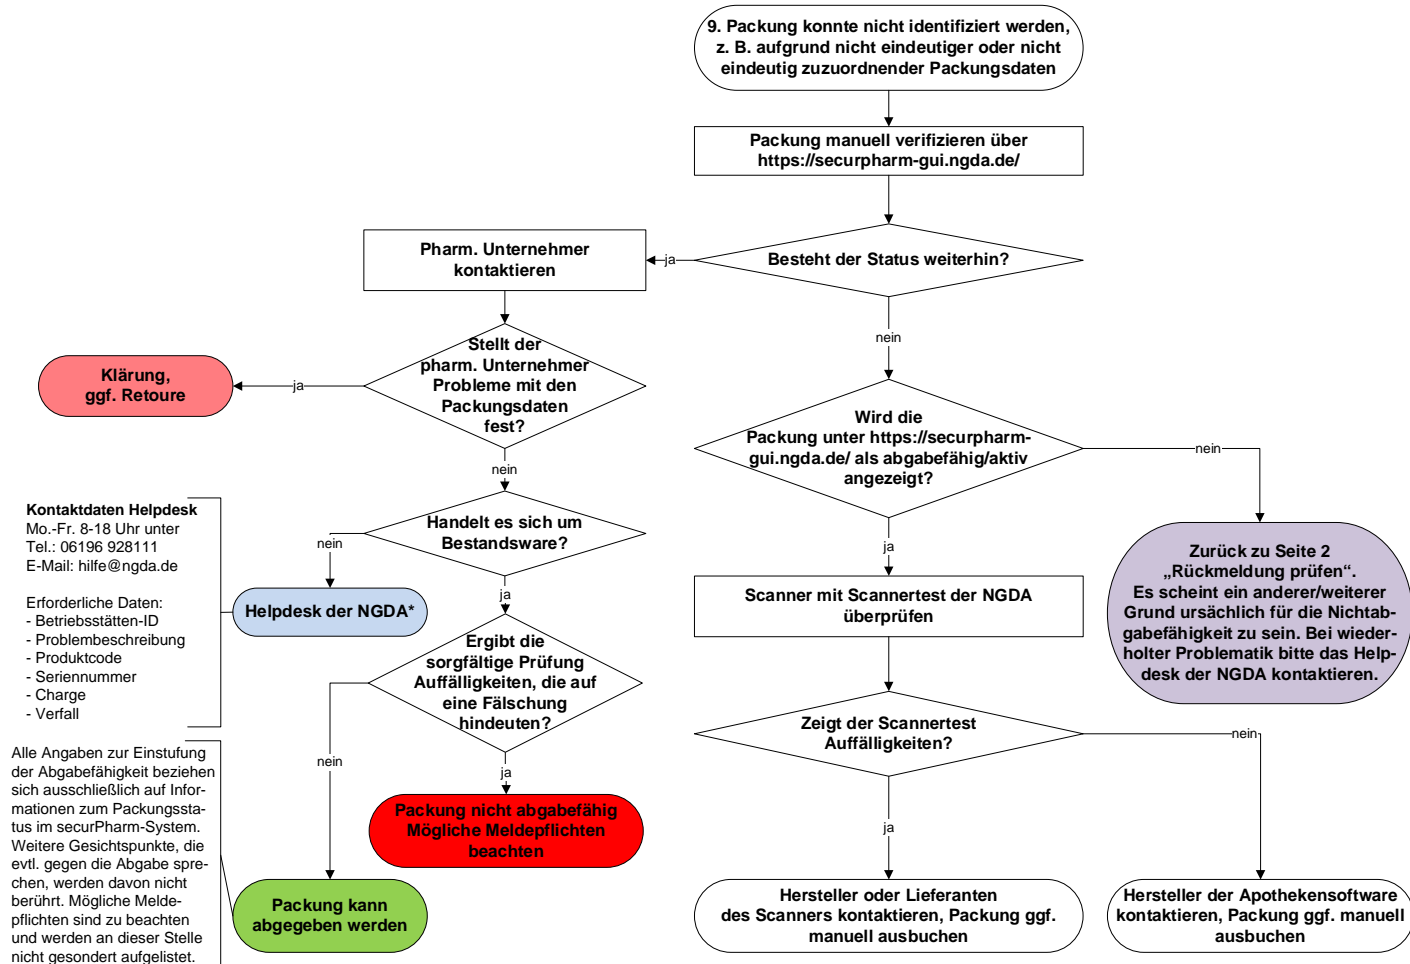 9. Packung konnte nicht identifiziert werden,
z. B. aufgrund nicht eindeutiger oder nicht
eindeutig zuzuordnender Packungsdaten
Packung manuell verifizieren über
https://securpharm-gui.ngda.de/
Besteht der Status weiterhin?
ja
Pharm. Unternehmer
kontaktieren
nein
Stellt der
pharm. Unternehmer
Probleme mit den
Packungsdaten
fest?
ja
Klärung,
ggf. Retoure
nein
Wird die
Packung unter https://securpharm-
gui.ngda.de/ als abgabefähig/aktiv
angezeigt?
nein
Zurück zu Seite 2
„Rückmeldung prüfen“.
Es scheint ein anderer/weiterer
Grund ursächlich für die Nichtab-
gabefähigkeit zu sein. Bei wieder-
holter Problematik bitte das Help-
desk der NGDA kontaktieren.
Handelt es sich um
Bestandsware?
nein
Helpdesk der NGDA*
Kontaktdaten Helpdesk
Mo.-Fr. 8-18 Uhr unter
Tel.: 06196 928111
E-Mail: hilfe@ngda.de
Erforderliche Daten:
- Betriebsstätten-ID
- Problembeschreibung
- Produktcode
- Seriennummer
- Charge
- Verfall
ja
Ergibt die
sorgfältige Prüfung
Auffälligkeiten, die auf
eine Fälschung
hindeuten?
ja
Scanner mit Scannertest der NGDA
überprüfen
Zeigt der Scannertest
Auffälligkeiten?
nein
nein
ja
Packung nicht abgabefähig
Mögliche Meldepflichten
beachten
ja
Alle Angaben zur Einstufung
der Abgabefähigkeit beziehen
sich ausschließlich auf Infor-
mationen zum Packungssta-
tus im securPharm-System.
Weitere Gesichtspunkte, die
evtl. gegen die Abgabe spre-
chen, werden davon nicht
berührt. Mögliche Melde-
pflichten sind zu beachten
und werden an dieser Stelle
nicht gesondert aufgelistet.
Packung kann
abgegeben werden
Hersteller oder Lieferanten
des Scanners kontaktieren, Packung ggf.
manuell ausbuchen
Hersteller der Apothekensoftware
kontaktieren, Packung ggf. manuell
ausbuchen